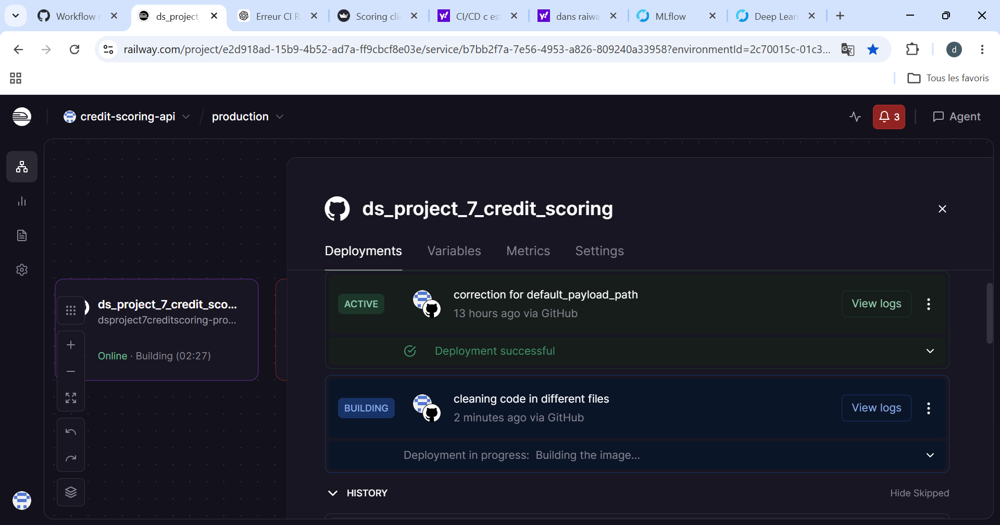 Workflow
ds_project_
Erreur CI R
Scoring clie
CI/CD c est
dans raiwa
MLflow
Deep Lear
railway.com/project/e2d918ad-15b9-4b52-ad7a-ff9cbcf8e03e/service/b7bb2f7a-7e56-4953-a826-809240a33958?environmentId=2c70015c-01c3...
d
Tous les favoris
credit-scoring-api
production
3
Agent
ds_project_7_credit_scoring
Deployments
Variables
Metrics
Settings
ds_project_7_credit_sco...
dsproject7creditscoring-pro...
Online · Building (02:27)
ACTIVE
correction for default_payload_path
13 hours ago via GitHub
View logs
Deployment successful
BUILDING
cleaning code in different files
2 minutes ago via GitHub
View logs
Deployment in progress: Building the image...
HISTORY
Hide Skipped